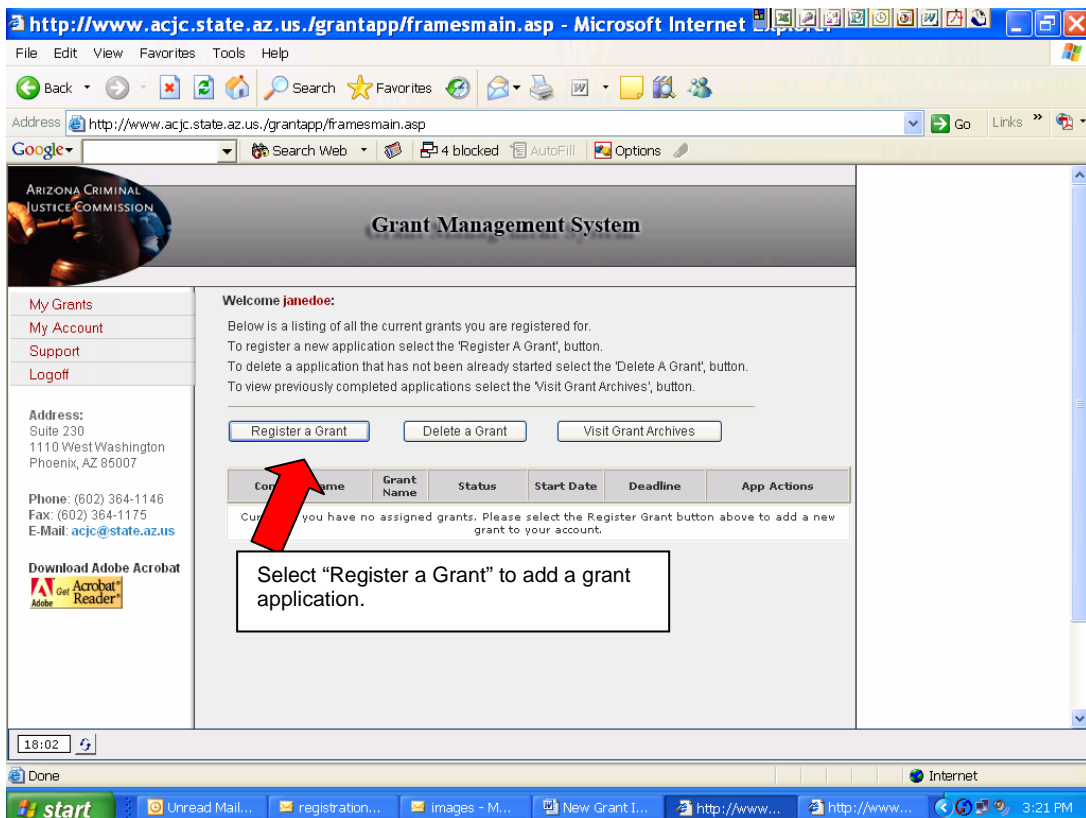 http://www.acjc.state.az.us./grantapp/framesmain.asp - Microsoft Internet
File Edit View Favorites Tools Help
Back Search Favorites
Address http://www.acjc.state.az.us./grantapp/framesmain.asp Go Links »
Google Search Web 4 blocked AutoFill Options
ARIZONA CRIMINAL
JUSTICE COMMISSION
Grant Management System
My Grants
My Account
Support
Logoff
Address:
Suite 230
1110 West Washington
Phoenix, AZ 85007
Phone: (602) 364-1146
Fax: (602) 364-1175
E-Mail: acjc@state.az.us
Download Adobe Acrobat
Get Acrobat®
Adobe Reader®
Welcome janedoe:
Below is a listing of all the current grants you are registered for.
To register a new application select the 'Register A Grant', button.
To delete a application that has not been already started select the 'Delete A Grant', button.
To view previously completed applications select the 'Visit Grant Archives', button.
Register a Grant Delete a Grant Visit Grant Archives
Grant Name Status Start Date Deadline App Actions
you have no assigned grants. Please select the Register Grant button above to add a new
grant to your account.
Select “Register a Grant” to add a grant
application.
18:02
Done Internet
start Unread Mail... registration... images - M... New Grant I... http://www... http://www... 3:21 PM